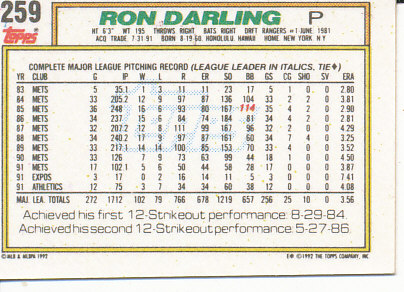 259
RON DARLING P
Topps
HT 6'3" WT 195 THROWS RIGHT BATS RIGHT DRFT RANGERS #1-JUNE, 1981
ACQ TRADE 7 31 91 BORN 8 19 60, HONOLULU, HAWAII HOME NEW YORK N Y
COMPLETE MAJOR LEAGUE PITCHING RECORD (LEAGUE LEADER IN ITALICS, TIE♦)
YR CLUB G IP W L R ER SO BB GS CG SHO SV ERA
83 METS 5 35.1 1 3 11 11 23 17 5 1 0 0 2.80
84 METS 33 205.2 12 9 97 87 136 104 33 2 2 0 3.81
85 METS 36 248 16 6 93 80 167 114 35 4 2 0 2.90
86 METS 34 237 15 6 84 74 184 81 34 4 2 0 2.81
87 METS 32 207.2 12 8 111 99 167 96 32 2 0 0 4.29
88 METS 34 240.2 17 9 97 87 161 60 34 7 4 0 3.25
89 METS 33 217.1 14 14 100 85 153 70 33 4 0 0 3.52
90 METS 33 126 7 9 73 63 99 44 18 1 0 0 4.50
91 METS 17 102.1 5 6 50 44 58 28 17 0 0 0 3.87
91 EXPOS 3 17 0 2 16 14 11 5 3 0 0 0 7.41
91 ATHLETICS 12 75 3 7 34 34 60 38 12 0 0 0 4.08
MAJ. LEA. TOTALS 272 1712 102 79 766 678 1219 657 256 25 10 0 3.56
Achieved his first 12-Strikeout performance: 8-29-84.
Achieved his second 12-Strikeout performance: 5-27-86.
©MLB & MLBPA 1992 ©1992 THE TOPPS COMPANY, INC